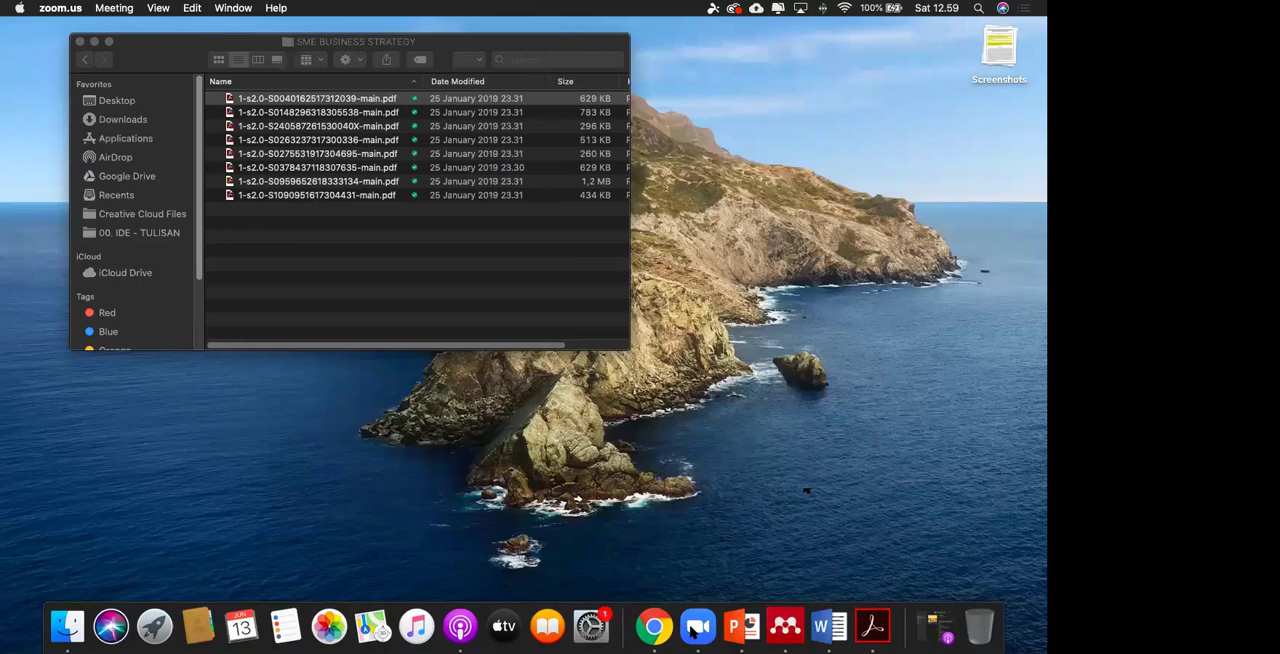 zoom.us Meeting View Edit Window Help 100% Sat 12.59
SME BUSINESS STRATEGY
Favorites
Desktop
Downloads
Applications
AirDrop
Google Drive
Recents
Creative Cloud Files
00. IDE - TULISAN
iCloud
iCloud Drive
Tags
Red
Blue
Orange
Name Date Modified Size
1-s2.0-S0040162517312039-main.pdf 25 January 2019 23.31 629 KB
1-s2.0-S0148296318305538-main.pdf 25 January 2019 23.31 783 KB
1-s2.0-S240587261530040X-main.pdf 25 January 2019 23.31 296 KB
1-s2.0-S0263237317300336-main.pdf 25 January 2019 23.31 513 KB
1-s2.0-S0275531917304695-main.pdf 25 January 2019 23.31 260 KB
1-s2.0-S0378437118307635-main.pdf 25 January 2019 23.30 629 KB
1-s2.0-S0959652618333134-main.pdf 25 January 2019 23.31 1,2 MB
1-s2.0-S1090951617304431-main.pdf 25 January 2019 23.31 434 KB
Screenshots
JUN
13
tv
1